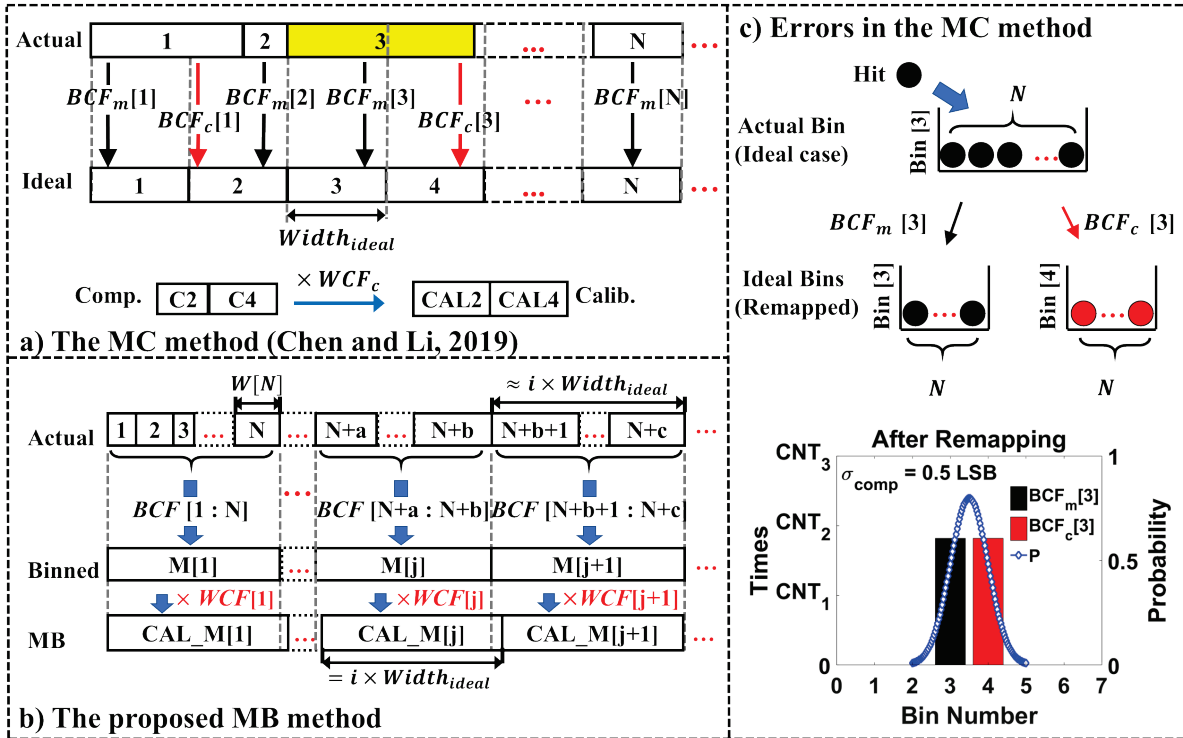 Actual 1 2 3 ... N ...
BCF_m[1] BCF_m[2] BCF_m[3] ... BCF_m[N]
BCF_c[1] BCF_c[3]
Ideal 1 2 3 4 ... N ...
Width_ideal
× WCF_c
Comp. C2 C4 CAL2 CAL4 Calib.
a) The MC method (Chen and Li, 2019)
W[N] ≈ i × Width_ideal
Actual 1 2 3 ... N ... N+a ... N+b N+b+1 ... N+c ...
BCF [1 : N] ... BCF [N+a : N+b] BCF [N+b+1 : N+c]
Binned M[1] ... M[j] M[j+1] ...
× WCF[1] ×WCF[j] ×WCF[j+1]
MB CAL_M[1] ... CAL_M[j] CAL_M[j+1] ...
= i × Width_ideal
b) The proposed MB method
c) Errors in the MC method
Hit
N
Actual Bin
(Ideal case)
Bin [3]
...
BCF_m [3] BCF_c [3]
Ideal Bins
(Remapped)
Bin [3] ... Bin [4] ...
N N
After Remapping
σ_comp = 0.5 LSB
BCF_m[3]
BCF_c[3]
P
Times
CNT_3
CNT_2
CNT_1
0
Probability
1
0.5
0
0 1 2 3 4 5 6 7
Bin Number